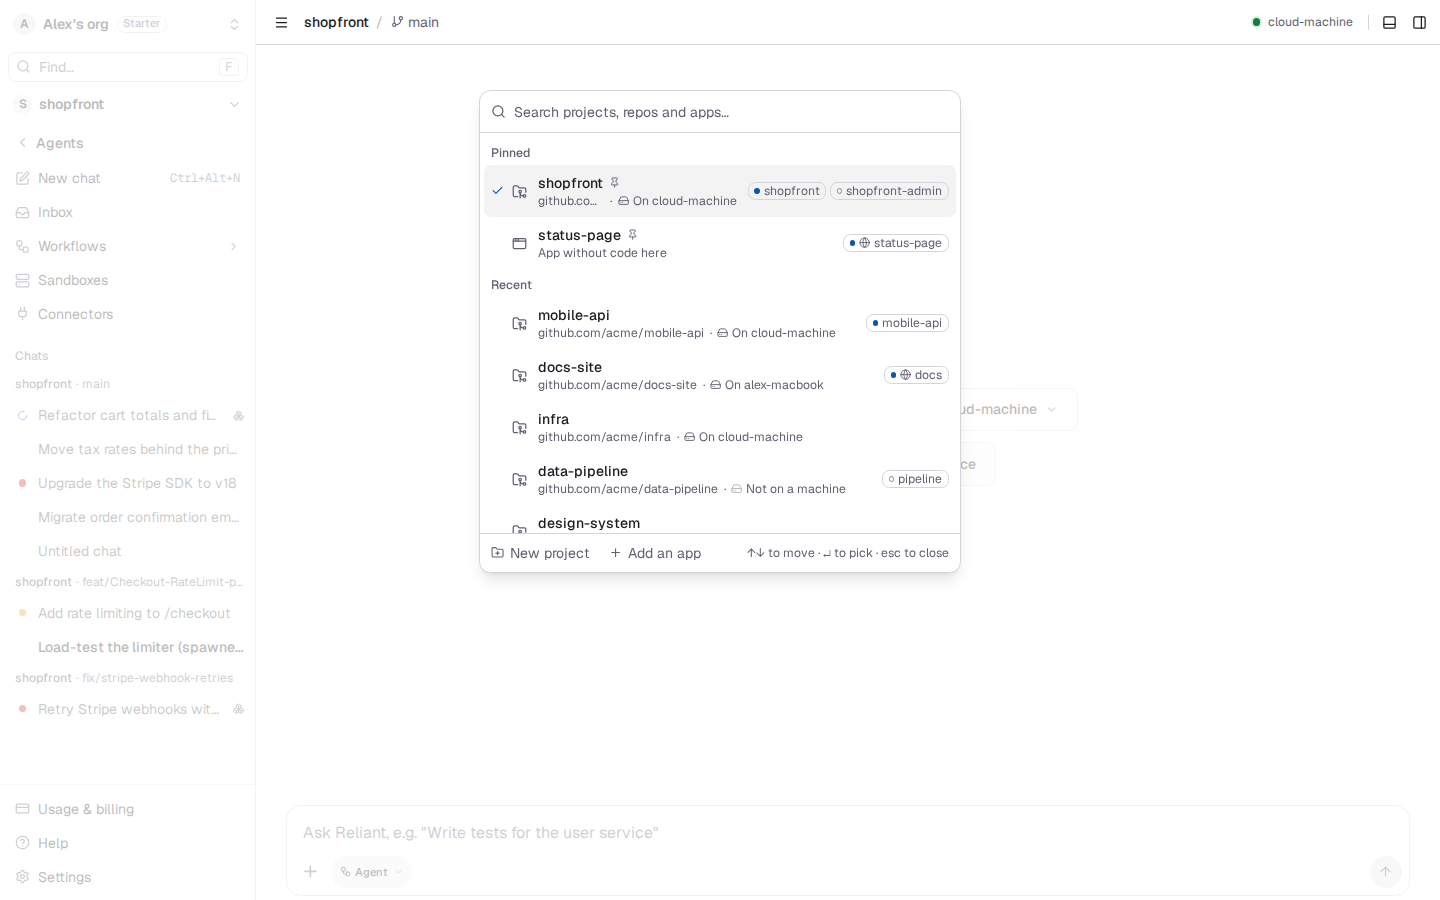 A Alex's org Starter
Find... F
S shopfront
Agents
New chat Ctrl+Alt+N
Inbox
Workflows
Sandboxes
Connectors
Chats
shopfront · main
Refactor cart totals and fi...
Move tax rates behind the pri...
Upgrade the Stripe SDK to v18
Migrate order confirmation em...
Untitled chat
shopfront · feat/Checkout-RateLimit-p...
Add rate limiting to /checkout
Load-test the limiter (spawne...
shopfront · fix/stripe-webhook-retries
Retry Stripe webhooks wit...
Usage & billing
Help
Settings
shopfront / main
cloud-machine
Search projects, repos and apps...
Pinned
shopfront
github.co... · On cloud-machine
shopfront shopfront-admin
status-page
App without code here
status-page
Recent
mobile-api
github.com/acme/mobile-api · On cloud-machine
mobile-api
docs-site
github.com/acme/docs-site · On alex-macbook
docs
infra
github.com/acme/infra · On cloud-machine
data-pipeline
github.com/acme/data-pipeline · Not on a machine
pipeline
design-system
New project + Add an app ↑↓ to move · ↵ to pick · esc to close
ud-machine
ce
Ask Reliant, e.g. "Write tests for the user service"
Agent